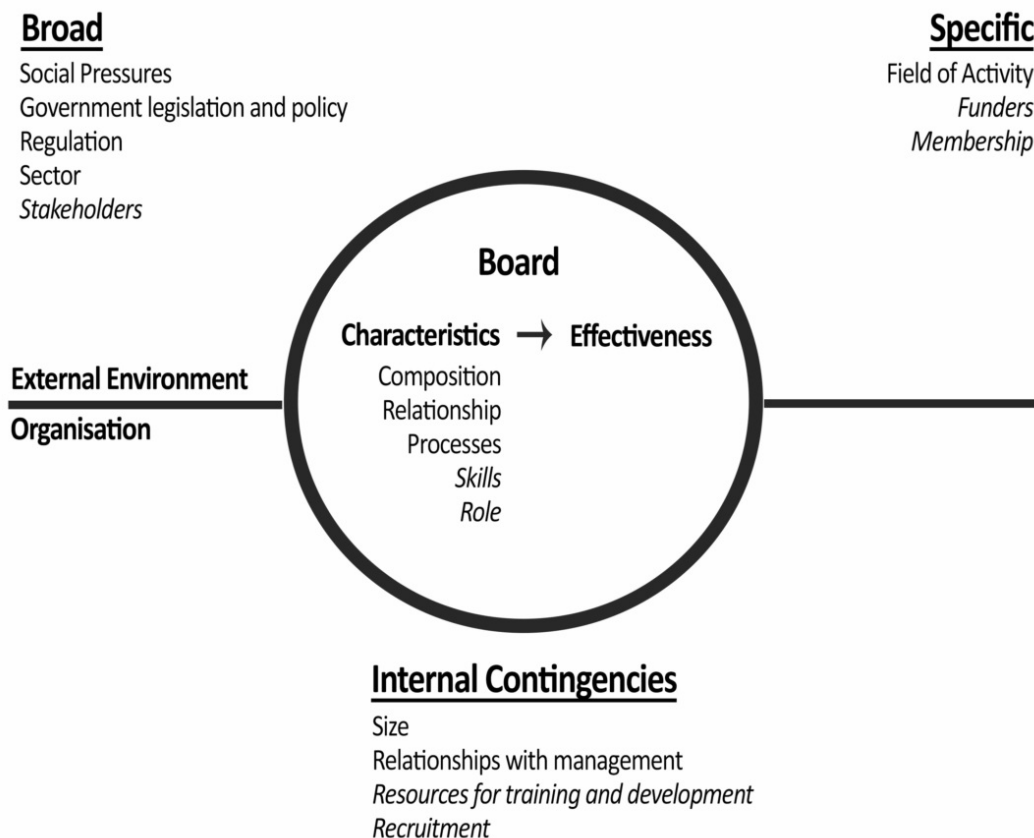 Broad
Social Pressures
Government legislation and policy
Regulation
Sector
Stakeholders
Specific
Field of Activity
Funders
Membership
Board
Characteristics → Effectiveness
Composition
Relationship
Processes
Skills
Role
External Environment
Organisation
Internal Contingencies
Size
Relationships with management
Resources for training and development
Recruitment